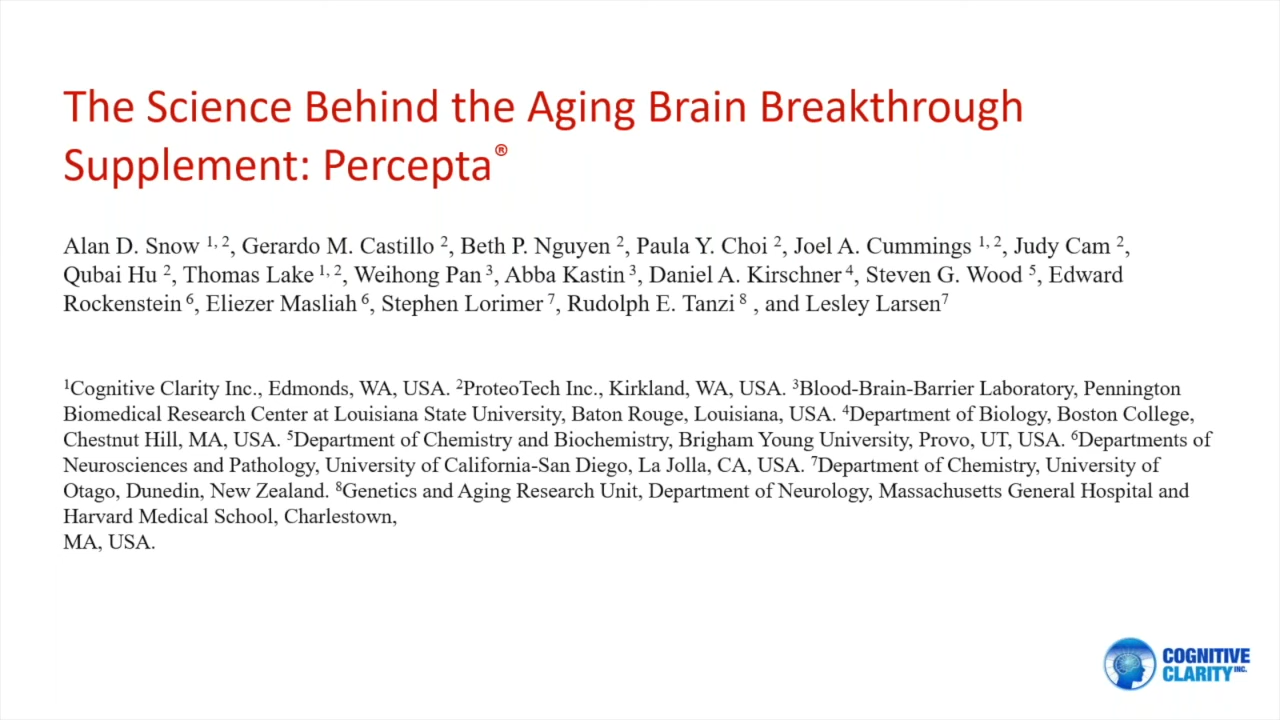 The Science Behind the Aging Brain Breakthrough
Supplement: Percepta®
Alan D. Snow 1, 2, Gerardo M. Castillo 2, Beth P. Nguyen 2, Paula Y. Choi 2, Joel A. Cummings 1, 2, Judy Cam 2,
Qubai Hu 2, Thomas Lake 1, 2, Weihong Pan 3, Abba Kastin 3, Daniel A. Kirschner 4, Steven G. Wood 5, Edward
Rockenstein 6, Eliezer Masliah 6, Stephen Lorimer 7, Rudolph E. Tanzi 8 , and Lesley Larsen7
1Cognitive Clarity Inc., Edmonds, WA, USA. 2ProteoTech Inc., Kirkland, WA, USA. 3Blood-Brain-Barrier Laboratory, Pennington
Biomedical Research Center at Louisiana State University, Baton Rouge, Louisiana, USA. 4Department of Biology, Boston College,
Chestnut Hill, MA, USA. 5Department of Chemistry and Biochemistry, Brigham Young University, Provo, UT, USA. 6Departments of
Neurosciences and Pathology, University of California-San Diego, La Jolla, CA, USA. 7Department of Chemistry, University of
Otago, Dunedin, New Zealand. 8Genetics and Aging Research Unit, Department of Neurology, Massachusetts General Hospital and
Harvard Medical School, Charlestown,
MA, USA.
COGNITIVE
CLARITY INC.